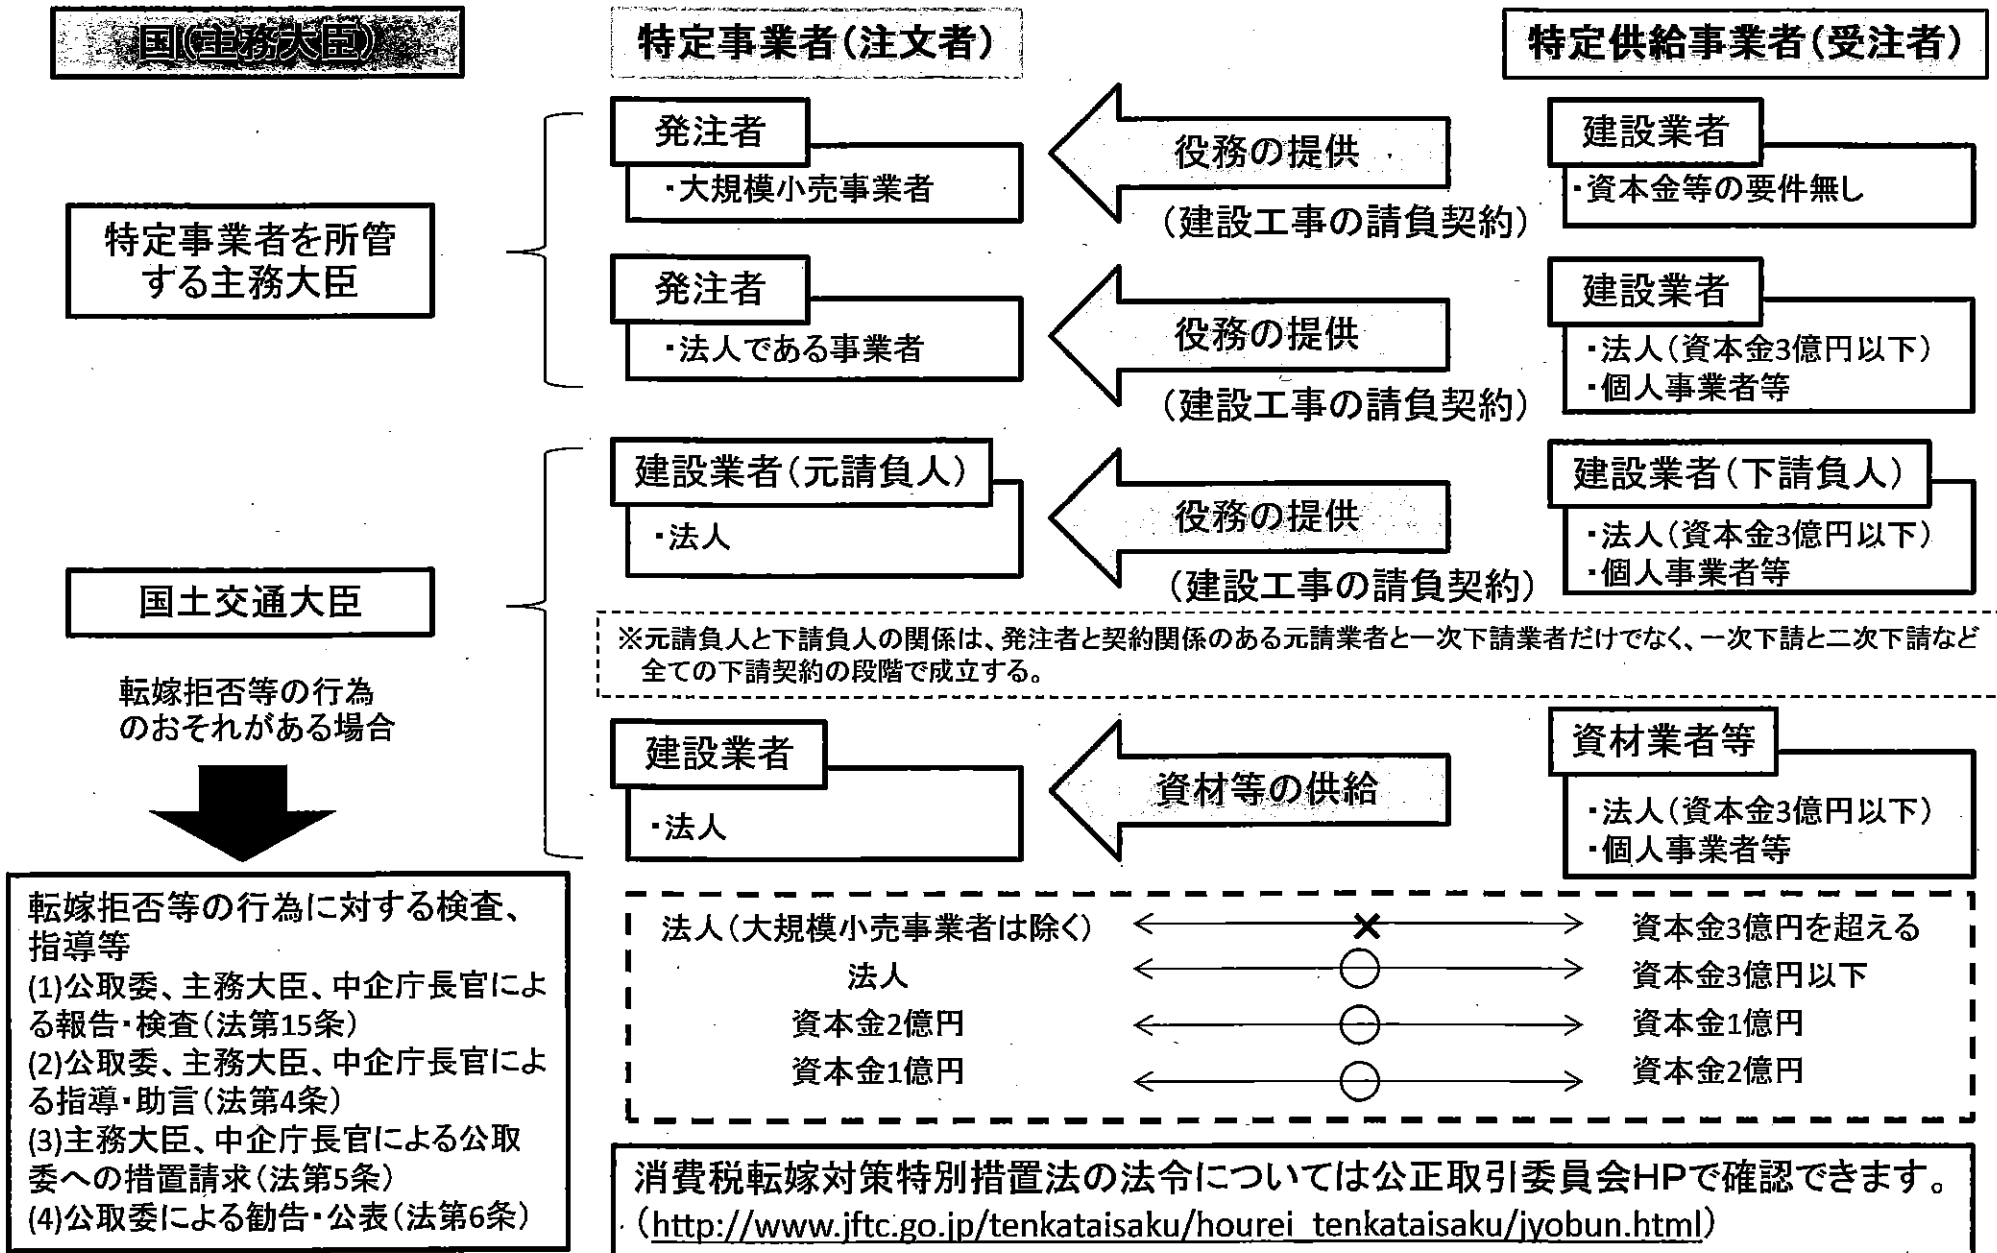 国(主務大臣)
特定事業者(注文者)
特定供給事業者(受注者)
特定事業者を所管
する主務大臣
発注者
・大規模小売事業者
役務の提供
(建設工事の請負契約)
建設業者
・資本金等の要件無し
発注者
・法人である事業者
役務の提供
(建設工事の請負契約)
建設業者
・法人(資本金3億円以下)
・個人事業者等
国土交通大臣
建設業者(元請負人)
・法人
役務の提供
(建設工事の請負契約)
建設業者(下請負人)
・法人(資本金3億円以下)
・個人事業者等
※元請負人と下請負人の関係は、発注者と契約関係のある元請業者と一次下請業者だけでなく、一次下請と二次下請など
全ての下請契約の段階で成立する。
転嫁拒否等の行為
のおそれがある場合
建設業者
・法人
資材等の供給
資材業者等
・法人(資本金3億円以下)
・個人事業者等
転嫁拒否等の行為に対する検査、
指導等
(1)公取委、主務大臣、中企庁長官によ
る報告・検査(法第15条)
(2)公取委、主務大臣、中企庁長官によ
る指導・助言(法第4条)
(3)主務大臣、中企庁長官による公取
委への措置請求(法第5条)
(4)公取委による勧告・公表(法第6条)
法人(大規模小売事業者は除く) × 資本金3億円を超える
法人 ○ 資本金3億円以下
資本金2億円 ○ 資本金1億円
資本金1億円 ○ 資本金2億円
消費税転嫁対策特別措置法の法令については公正取引委員会HPで確認できます。
(http://www.jftc.go.jp/tenkataisaku/hourei_tenkataisaku/jyobun.html)